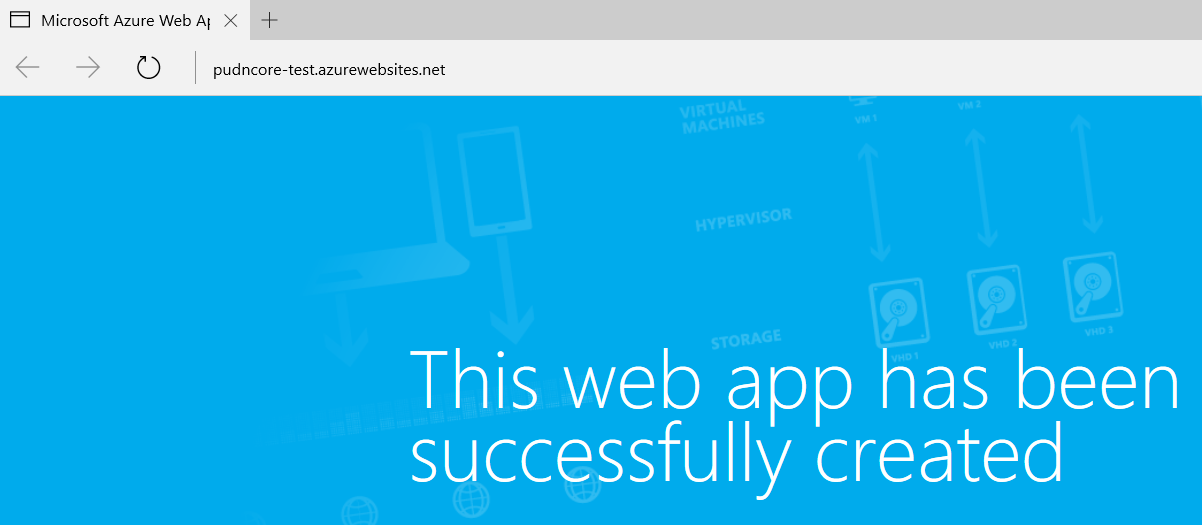 Microsoft Azure Web Ap
pudncore-test.azurewebsites.net
VIRTUAL
MACHINES
VM 1
VM 2
HYPERVISOR
STORAGE
VHD 1
VHD 2
VHD 3
This web app has been
successfully created